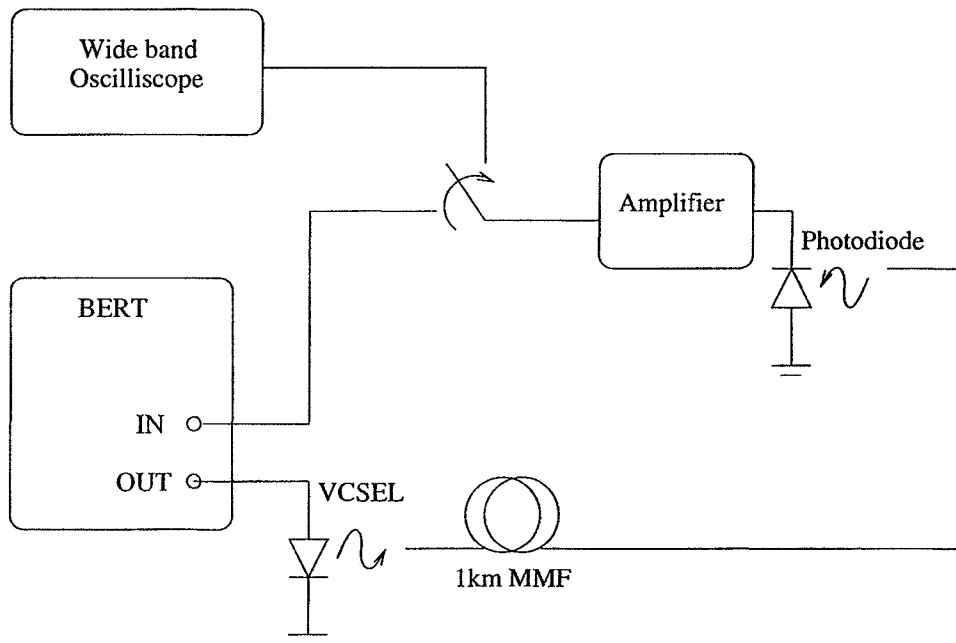 Wide band
Oscilliscope
Amplifier
Photodiode
BERT
IN
OUT
VCSEL
1km MMF